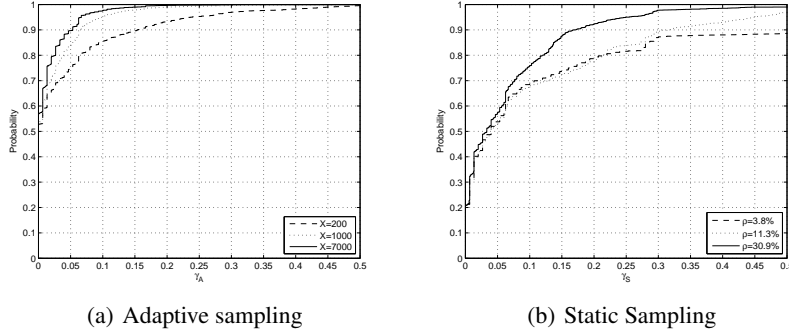 1
0.9
0.8
0.7
0.6
0.5
0.4
0.3
0.2
0.1
0
Probability
0 0.05 0.1 0.15 0.2 0.25 0.3 0.35 0.4 0.45 0.5
γA
X=200
X=1000
X=7000
(a) Adaptive sampling
1
0.9
0.8
0.7
0.6
0.5
0.4
0.3
0.2
0.1
0
Probability
0 0.05 0.1 0.15 0.2 0.25 0.3 0.35 0.4 0.45 0.5
γS
ρ=3.8%
ρ=11.3%
ρ=30.9%
(b) Static Sampling